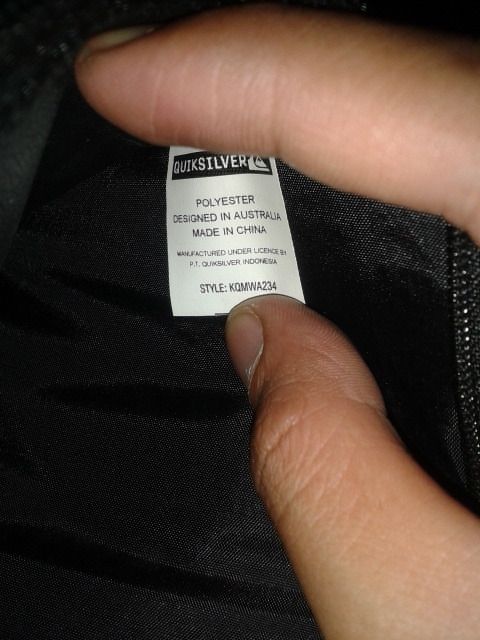 QUIKSILVER
POLYESTER
DESIGNED IN AUSTRALIA
MADE IN CHINA
MANUFACTURED UNDER LICENCE BY
P.T. QUIKSILVER INDONESIA
STYLE: KQMWA234